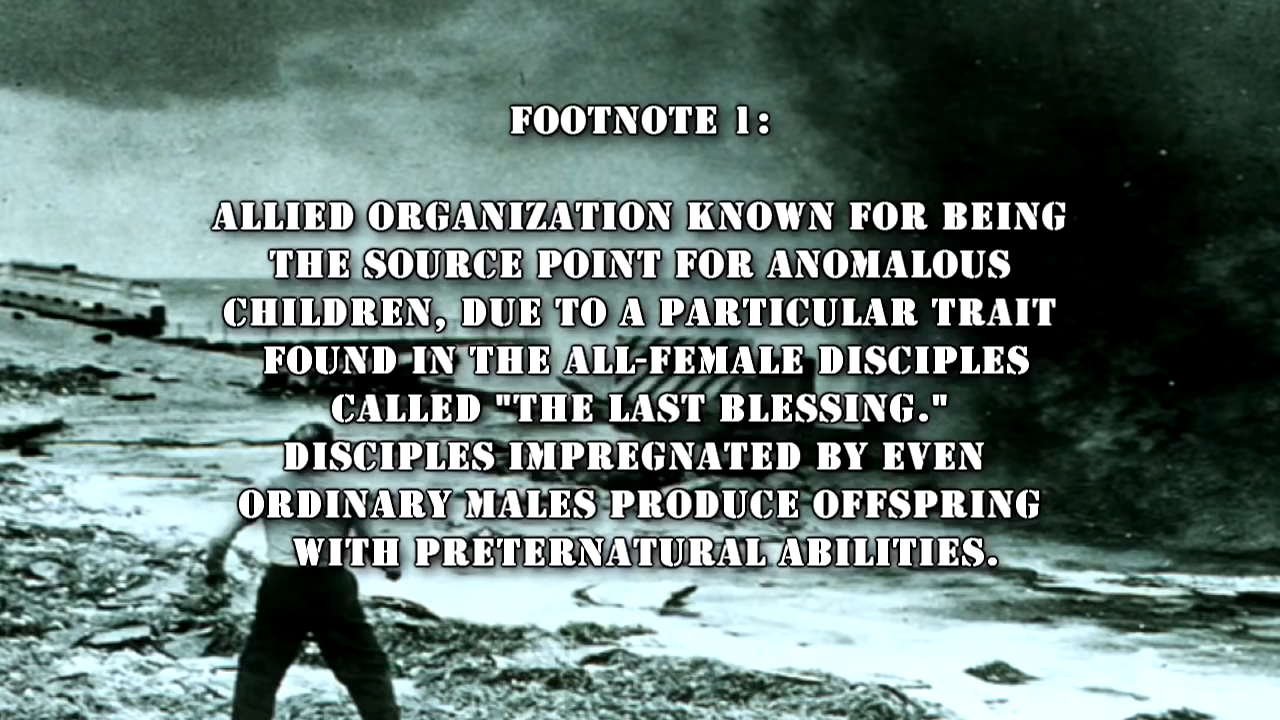 FOOTNOTE 1:
ALLIED ORGANIZATION KNOWN FOR BEING
THE SOURCE POINT FOR ANOMALOUS
CHILDREN, DUE TO A PARTICULAR TRAIT
FOUND IN THE ALL-FEMALE DISCIPLES
CALLED "THE LAST BLESSING."
DISCIPLES IMPREGNATED BY EVEN
ORDINARY MALES PRODUCE OFFSPRING
WITH PRETERNATURAL ABILITIES.